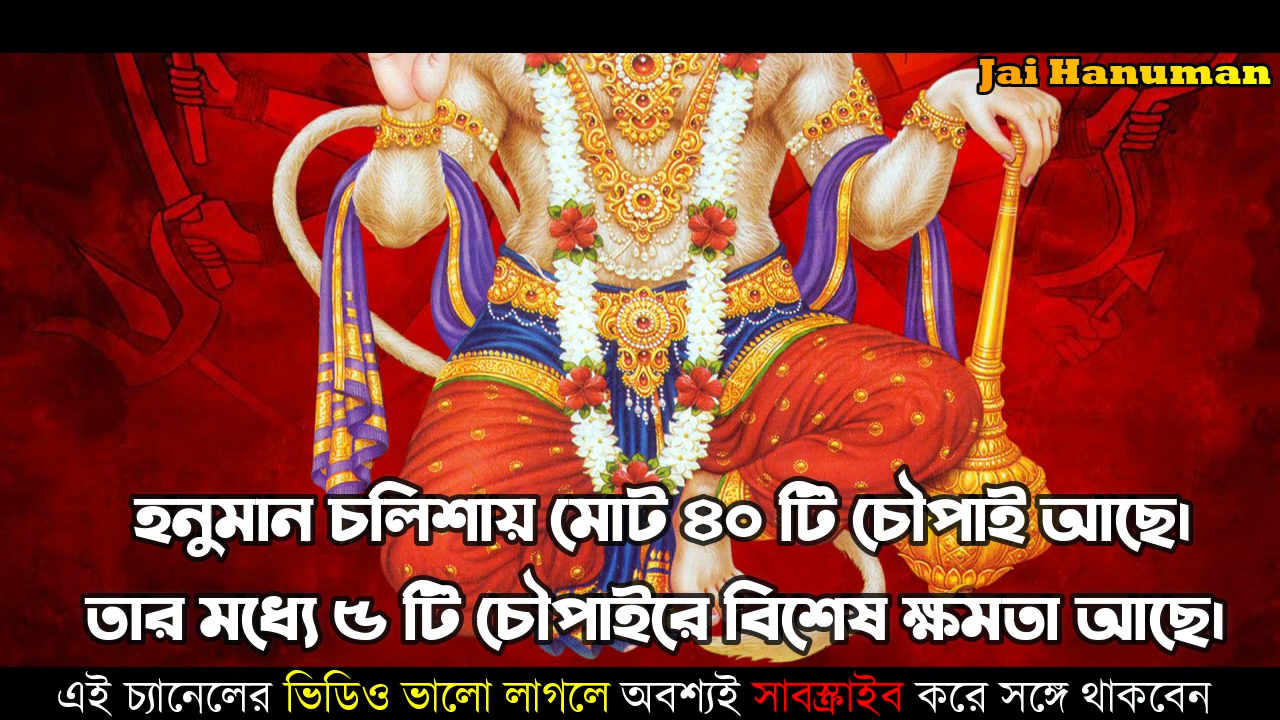 Jai Hanuman
হনুমান চলিশায় মোট ৪০ টি চৌপাই আছে।
তার মধ্যে ৫ টি চৌপাইরে বিশেষ ক্ষমতা আছে।
এই চ্যানেলের ভিডিও ভালো লাগলে অবশ্যই সাবস্ক্রাইব করে সঙ্গে থাকবেন